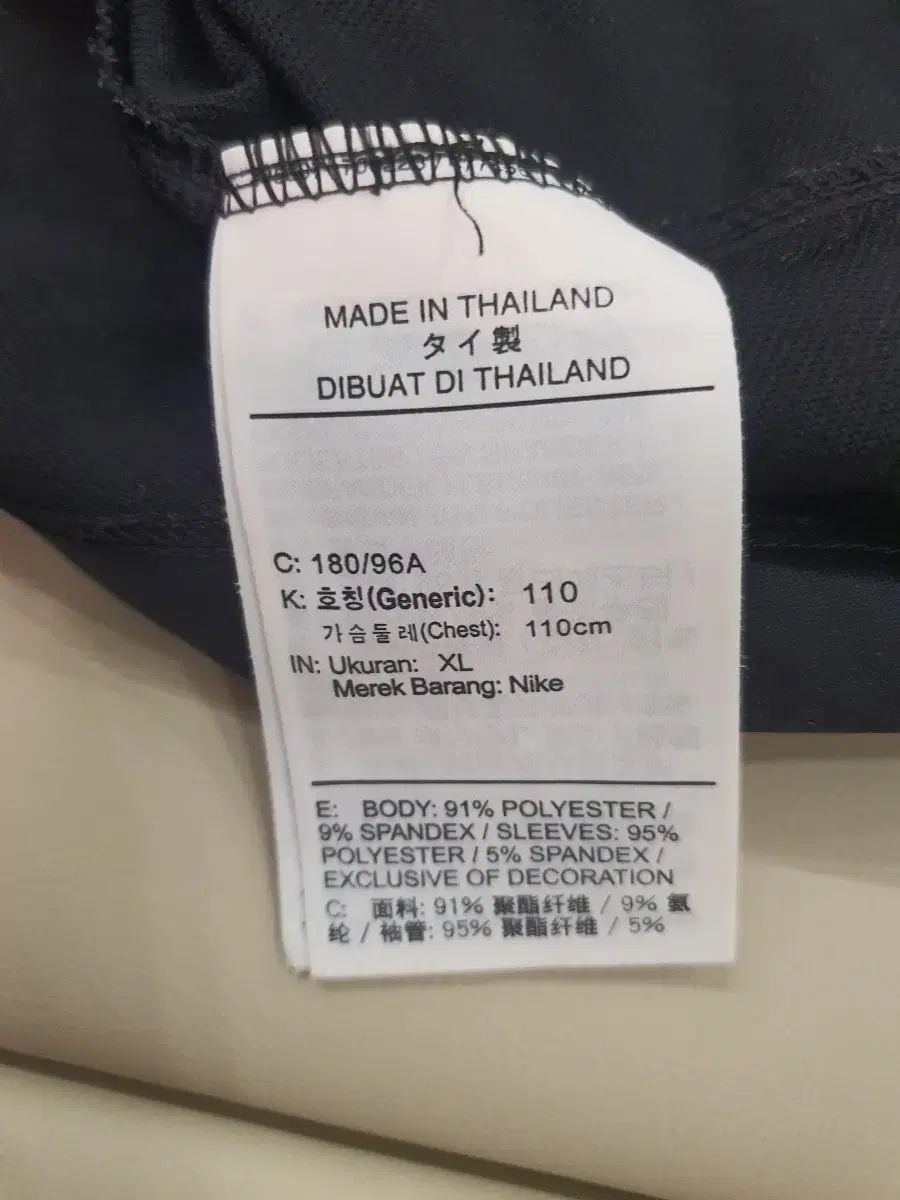 MADE IN THAILAND
タイ製
DIBUAT DI THAILAND
C: 180/96A
K: 호칭(Generic): 110
가슴둘레(Chest): 110cm
IN: Ukuran: XL
Merek Barang: Nike
E: BODY: 91% POLYESTER /
9% SPANDEX / SLEEVES: 95%
POLYESTER / 5% SPANDEX /
EXCLUSIVE OF DECORATION
C: 面料: 91% 聚酯纤维 / 9% 氨
纶 / 袖管: 95% 聚酯纤维 / 5%